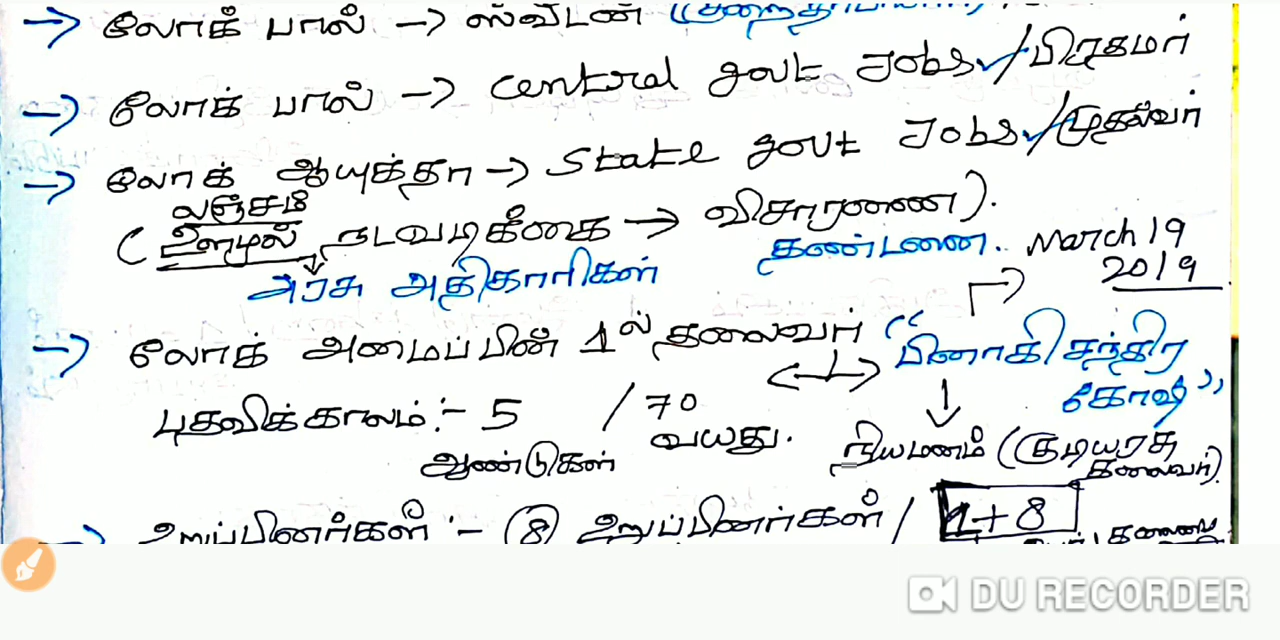 → லோக் பால் → ஸ்வீடன்
→ லோக் பால் → Central govt Jobs / பிரதமர்
→ லோக் ஆயுக்தா → State govt Jobs / முதல்வர்
லஞ்சம்
( ஊழல் நடவடிக்கை → விசாரணை ).
அரசு அதிகாரிகள் கண்டனை. March 19
2019
→ லோக் அமைப்பின் 1ல் தலைவர் "பினாகி சந்திர
கோஷ்"
பதவிக்காலம் :- 5 / 70
ஆண்டுகள் வயது. நியமனம் (குடியரசு
தலைவர்)
→ உறுப்பினர்கள் :- 8 உறுப்பினர்கள் / 1+8
DU RECORDER